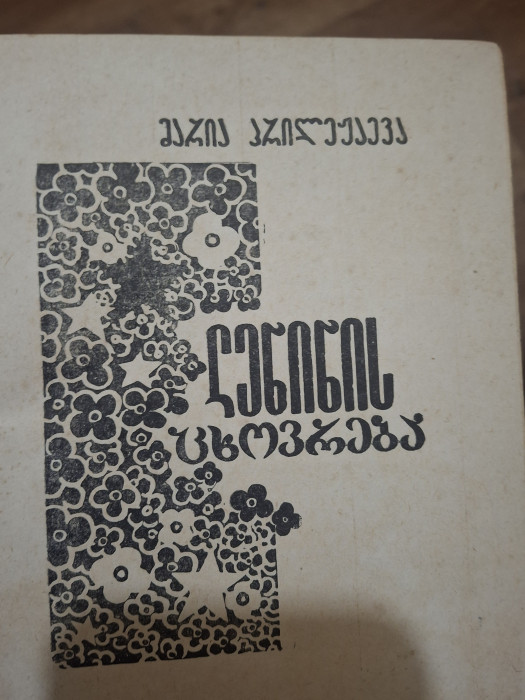 მარია პრილეჟაევა
ლენინის
ცხოვრება